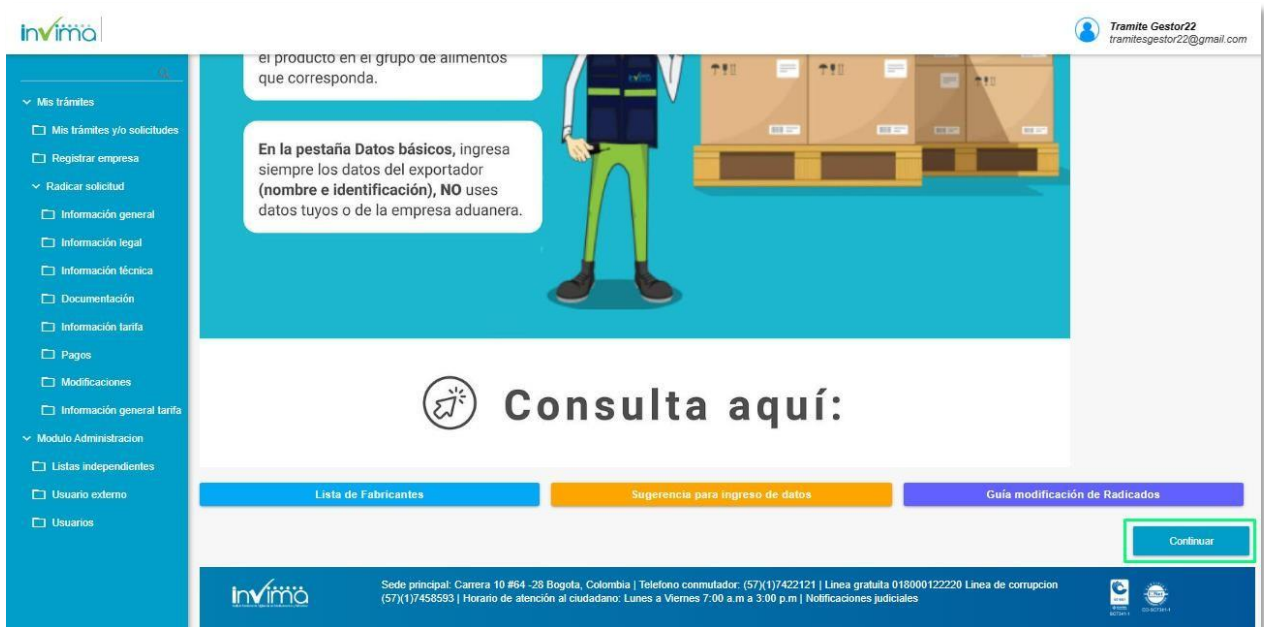 invima
Tramite Gestor22
tramitesgestor22@gmail.com
Mis trámites
Mis trámites y/o solicitudes
Registrar empresa
Radicar solicitud
Información general
Información legal
Información técnica
Documentación
Información tarifa
Pagos
Modificaciones
Información general tarifa
Modulo Administracion
Listas independientes
Usuario externo
Usuarios
el producto en el grupo de alimentos
que corresponda.
En la pestaña Datos básicos, ingresa
siempre los datos del exportador
(nombre e identificación), NO uses
datos tuyos o de la empresa aduanera.
invima
Consulta aquí:
Lista de Fabricantes
Sugerencia para ingreso de datos
Guía modificación de Radicados
Continuar
invima
Sede principal: Carrera 10 #64 -28 Bogota, Colombia | Telefono conmutador: (57)(1)7422121 | Linea gratuita 018000122220 Linea de corrupcion
(57)(1)7458593 | Horario de atención al ciudadano: Lunes a Viernes 7:00 a.m a 3:00 p.m | Notificaciones judiciales